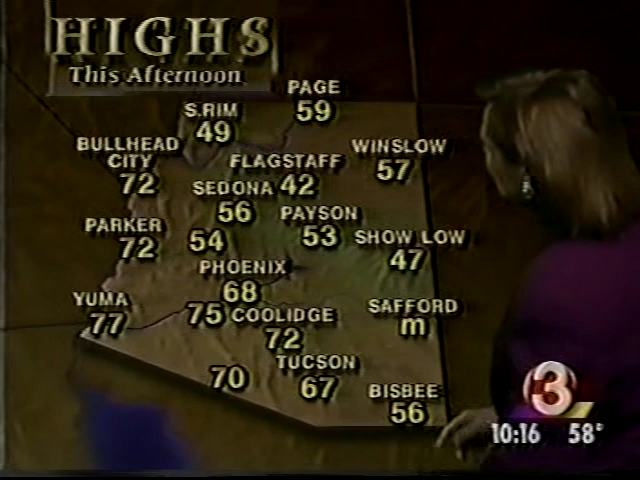 HIGHS
This Afternoon
PAGE
59
S.RIM
49
BULLHEAD
CITY
72
WINSLOW
57
FLAGSTAFF
42
SEDONA
56
PAYSON
53
PARKER
72
54
SHOW LOW
47
PHOENIX
68
YUMA
77
75
COOLIDGE
72
SAFFORD
m
TUCSON
67
70
BISBEE
56
3
10:16 58°